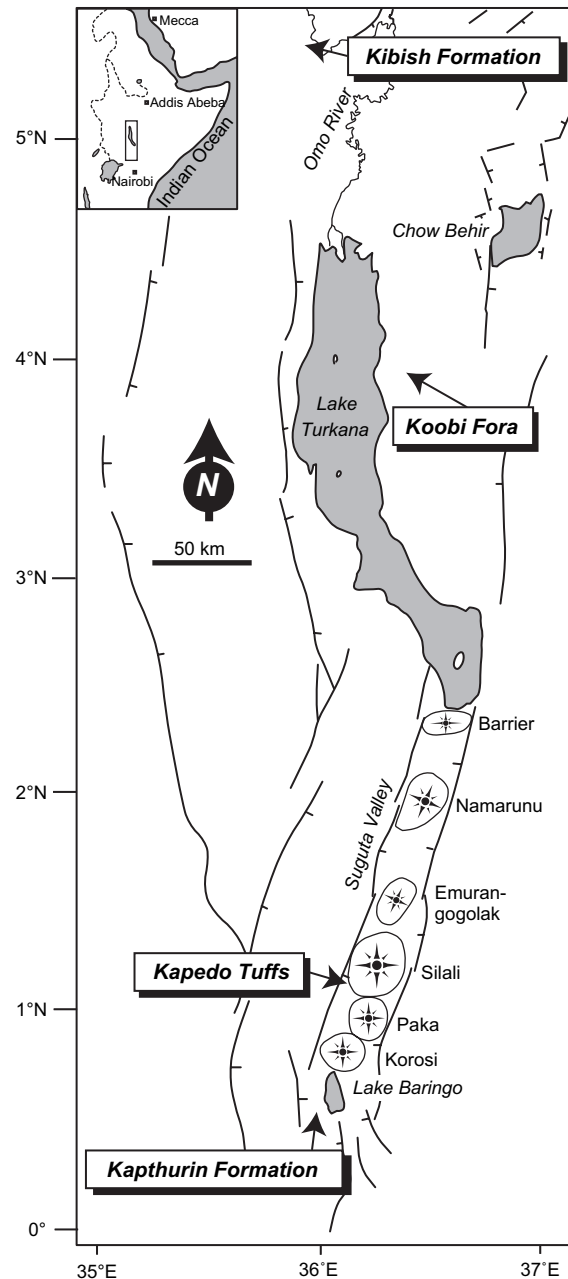 Mecca
Addis Abeba
Nairobi
Indian Ocean
Kibish Formation
Omo River
5°N
Chow Behir
4°N
Lake
Turkana
Koobi Fora
N
50 km
3°N
Barrier
2°N
Namarunu
Suguta Valley
Emuran-
gogolak
Kapedo Tuffs
Silali
1°N
Paka
Korosi
Lake Baringo
Kapthurin Formation
0°
35°E
36°E
37°E